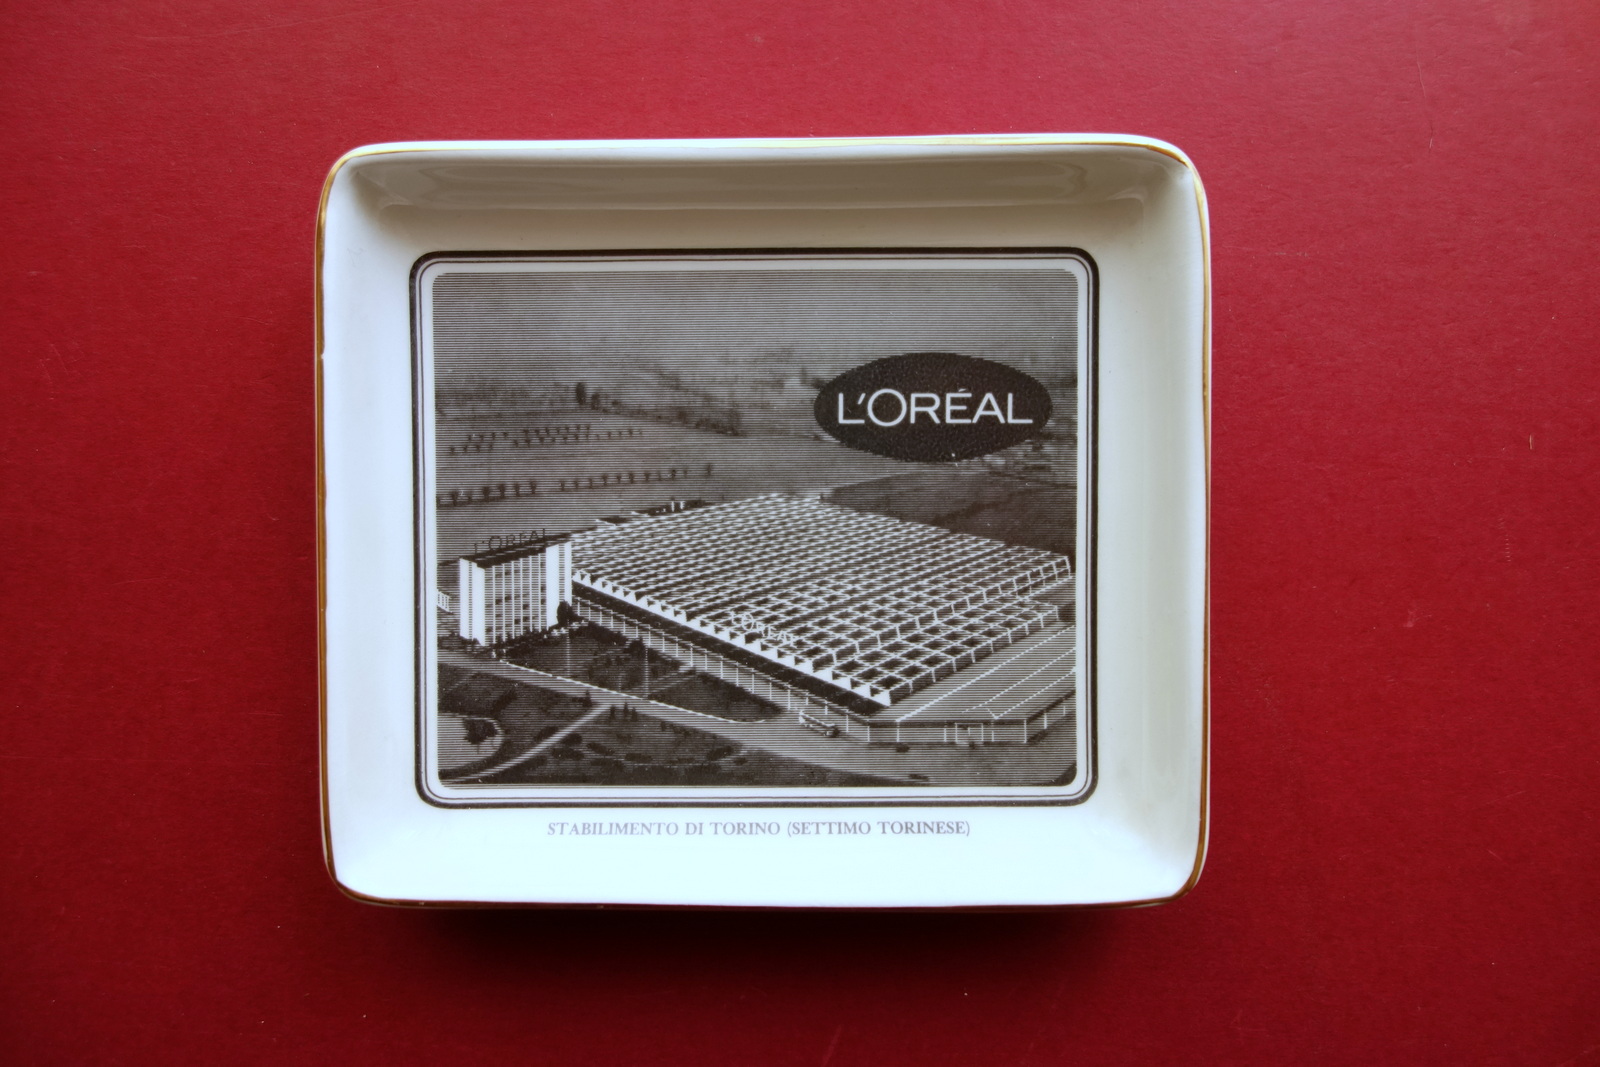 L'ORÉAL
L'ORÉAL
L'ORÉAL
STABILIMENTO DI TORINO (SETTIMO TORINESE)